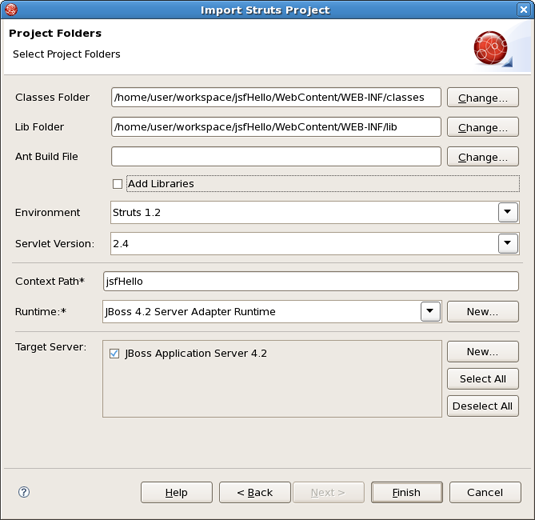 Import Struts Project
Project Folders
Select Project Folders
Classes Folder /home/user/workspace/jsfHello/WebContent/WEB-INF/classes Change...
Lib Folder /home/user/workspace/jsfHello/WebContent/WEB-INF/lib Change...
Ant Build File Change...
Add Libraries
Environment Struts 1.2
Servlet Version: 2.4
Context Path* jsfHello
Runtime:* JBoss 4.2 Server Adapter Runtime New...
Target Server: JBoss Application Server 4.2 New...
Select All
Deselect All
? Help < Back Next > Finish Cancel